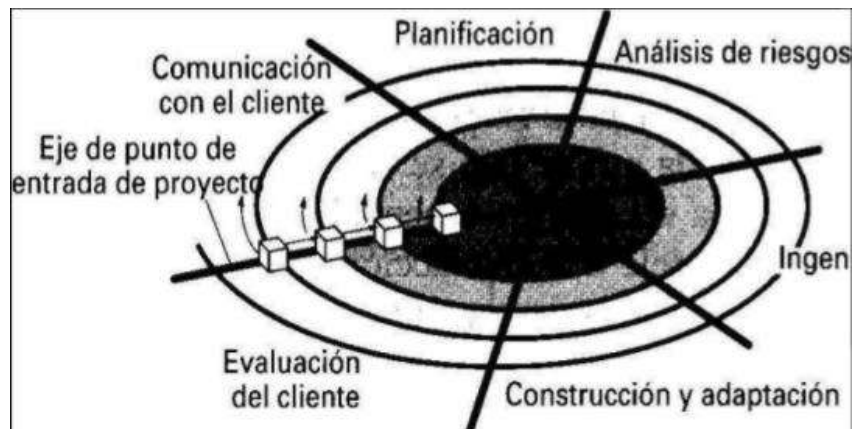 Planificación
Análisis de riesgos
Comunicación
con el cliente
Eje de punto de
entrada de proyecto
Ingen
Evaluación
del cliente
Construcción y adaptación